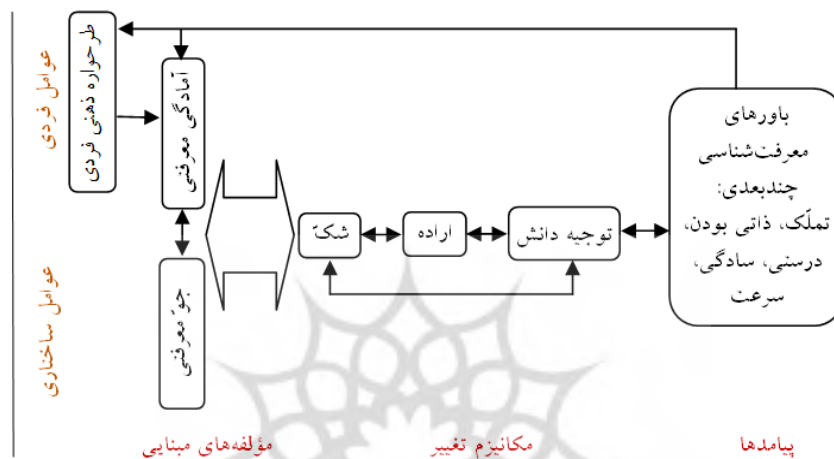 عوامل فردی
طرحواره ذهنی فردی
آمادگی معرفتی
عوامل ساختاری
جوّ معرفتی
شکّ
اراده
توجیه دانش
باورهای
معرفت‌شناسی
چندبعدی:
تملّک، ذاتی بودن،
درستی، سادگی،
سرعت
مؤلفه‌های مبنایی
مکانیزم تغییر
پیامدها